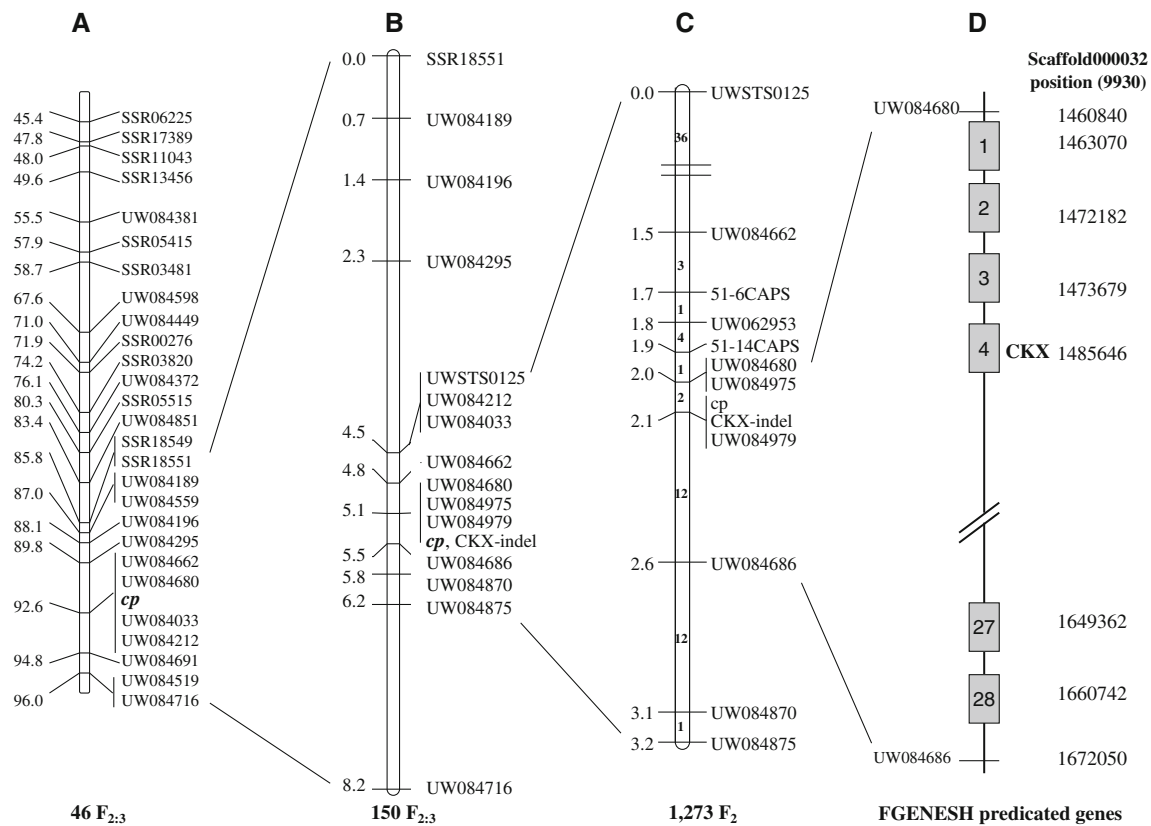 A
45.4 SSR06225
47.8 SSR17389
48.0 SSR11043
49.6 SSR13456
55.5 UW084381
57.9 SSR05415
58.7 SSR03481
67.6 UW084598
71.0 UW084449
71.9 SSR00276
74.2 SSR03820
76.1 UW084372
80.3 SSR05515
83.4 UW084851
SSR18549
85.8 SSR18551
UW084189
87.0 UW084559
88.1 UW084196
89.8 UW084295
UW084662
UW084680
92.6 cp
UW084033
UW084212
94.8 UW084691
UW084519
96.0 UW084716
46 F2:3
B
0.0 SSR18551
0.7 UW084189
1.4 UW084196
2.3 UW084295
UWSTS0125
UW084212
UW084033
4.5
4.8 UW084662
UW084680
UW084975
5.1 UW084979
cp, CKX-indel
5.5 UW084686
5.8 UW084870
6.2 UW084875
8.2 UW084716
150 F2:3
C
0.0 UWSTS0125
36
1.5 UW084662
3
1.7 51-6CAPS
1
1.8 UW062953
4
1.9 51-14CAPS
1 UW084680
2.0 UW084975
2 cp
2.1 CKX-indel
UW084979
12
2.6 UW084686
12
3.1 UW084870
1
3.2 UW084875
1,273 F2
D
Scaffold000032
position (9930)
UW084680 1460840
1 1463070
2 1472182
3 1473679
4 CKX 1485646
27 1649362
28 1660742
UW084686 1672050
FGENESH predicated genes